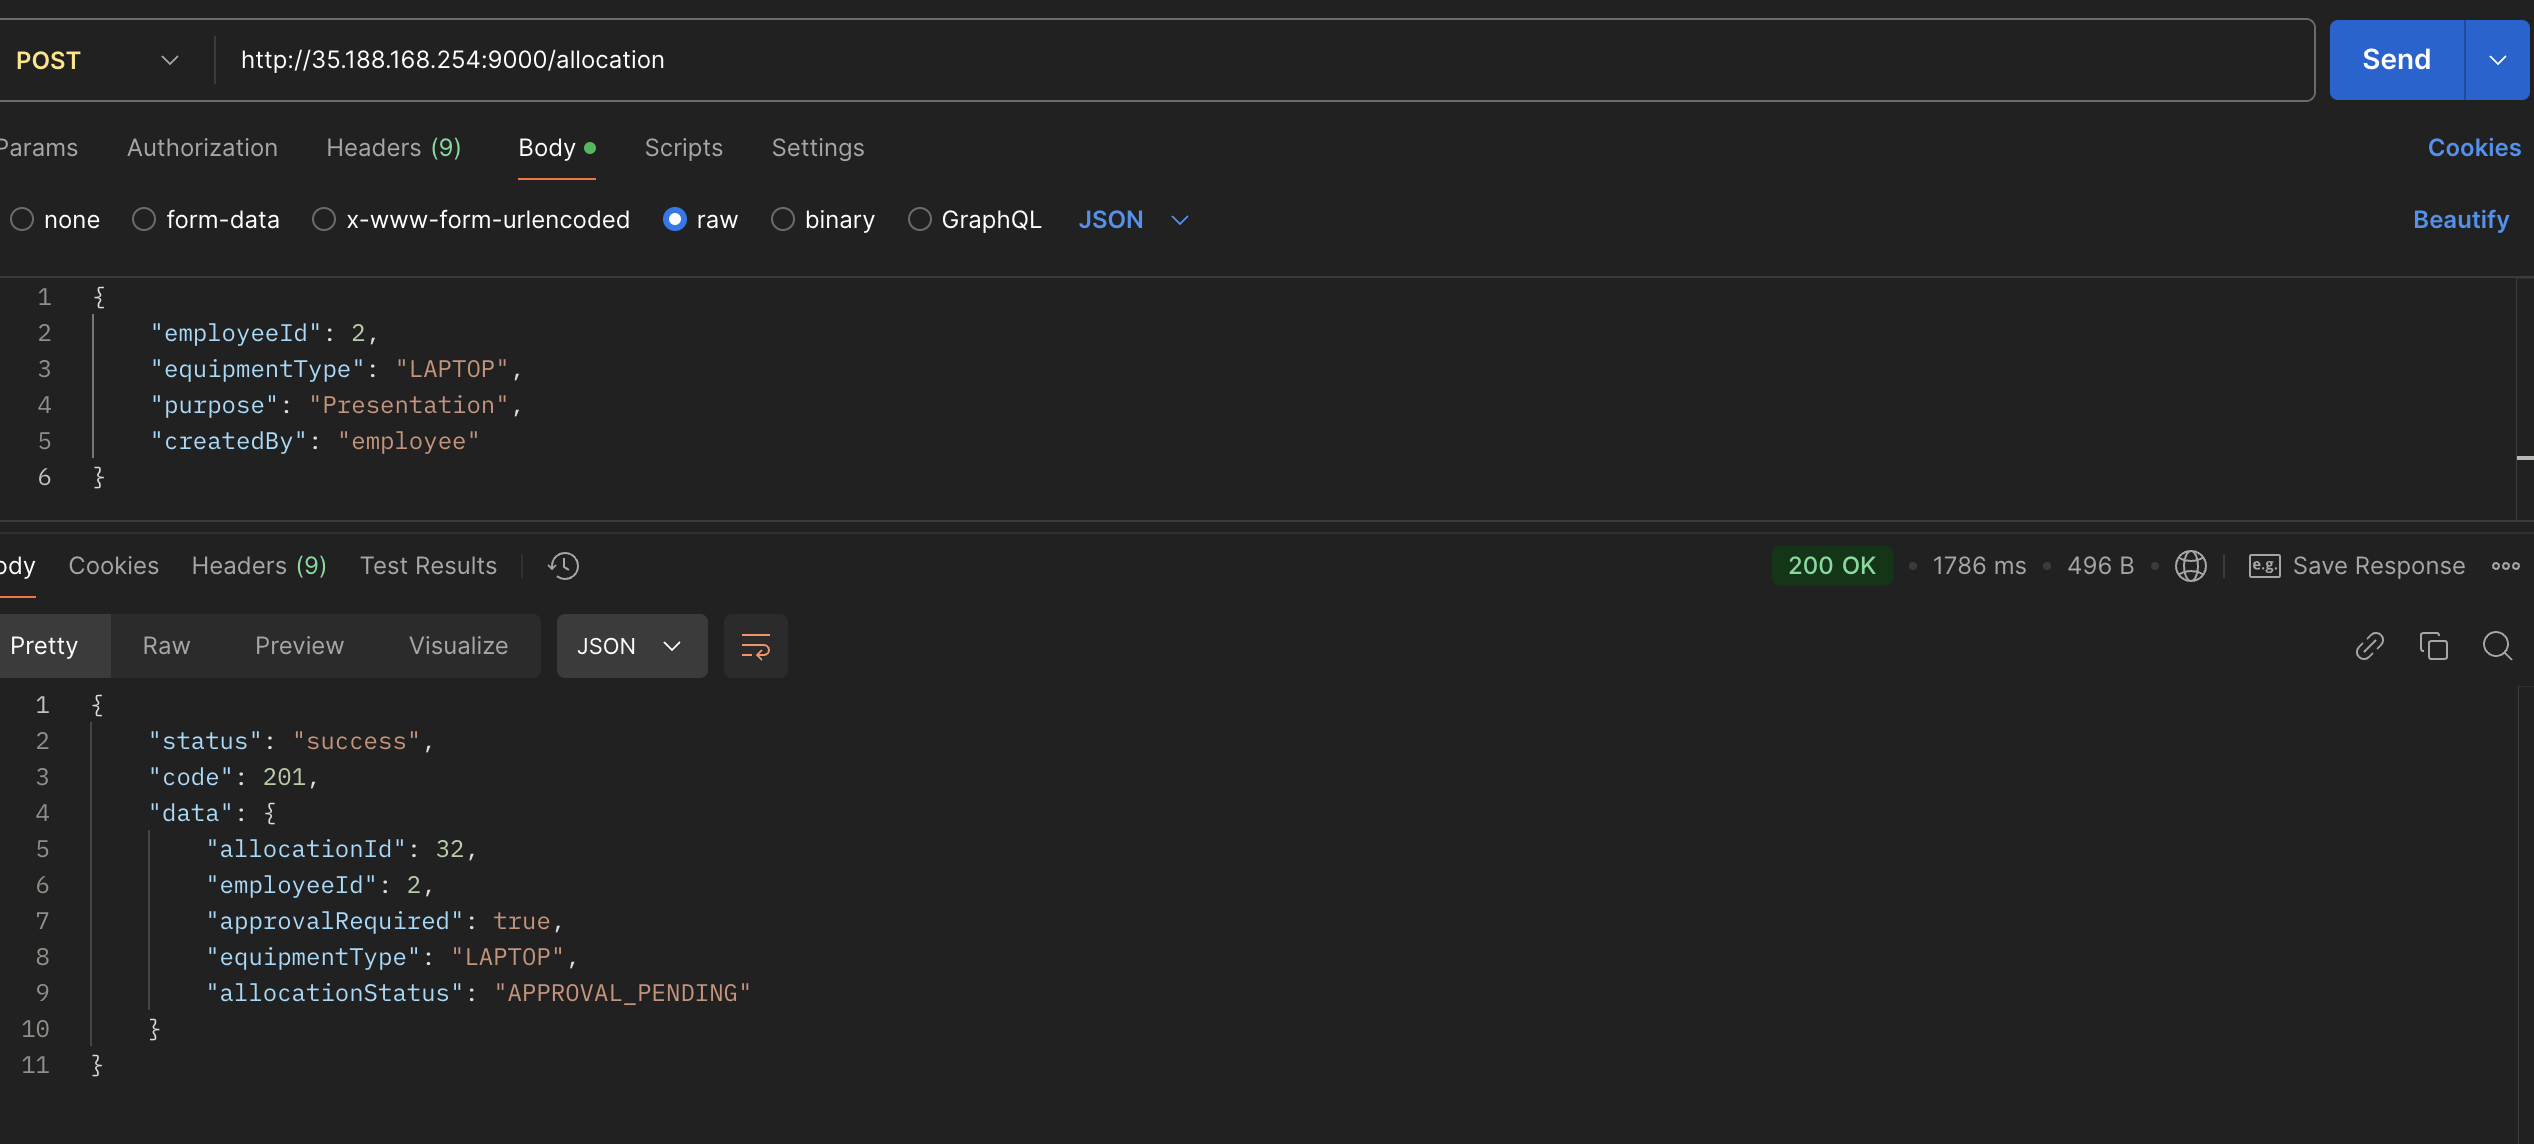 POST http://35.188.168.254:9000/allocation Send
Params Authorization Headers (9) Body Scripts Settings Cookies
none form-data x-www-form-urlencoded raw binary GraphQL JSON Beautify
1 {
2 "employeeId": 2,
3 "equipmentType": "LAPTOP",
4 "purpose": "Presentation",
5 "createdBy": "employee"
6 }
ody Cookies Headers (9) Test Results 200 OK • 1786 ms • 496 B • e.g. Save Response
Pretty Raw Preview Visualize JSON
1 {
2 "status": "success",
3 "code": 201,
4 "data": {
5 "allocationId": 32,
6 "employeeId": 2,
7 "approvalRequired": true,
8 "equipmentType": "LAPTOP",
9 "allocationStatus": "APPROVAL_PENDING"
10 }
11 }